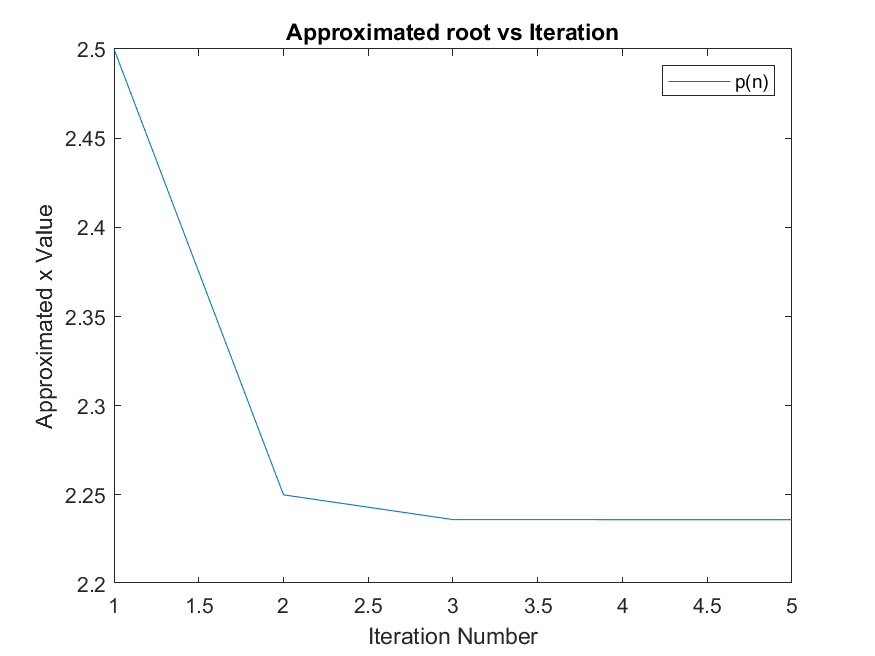 Approximated root vs Iteration
p(n)
2.5
2.45
2.4
2.35
2.3
2.25
2.2
Approximated x Value
1 1.5 2 2.5 3 3.5 4 4.5 5
Iteration Number